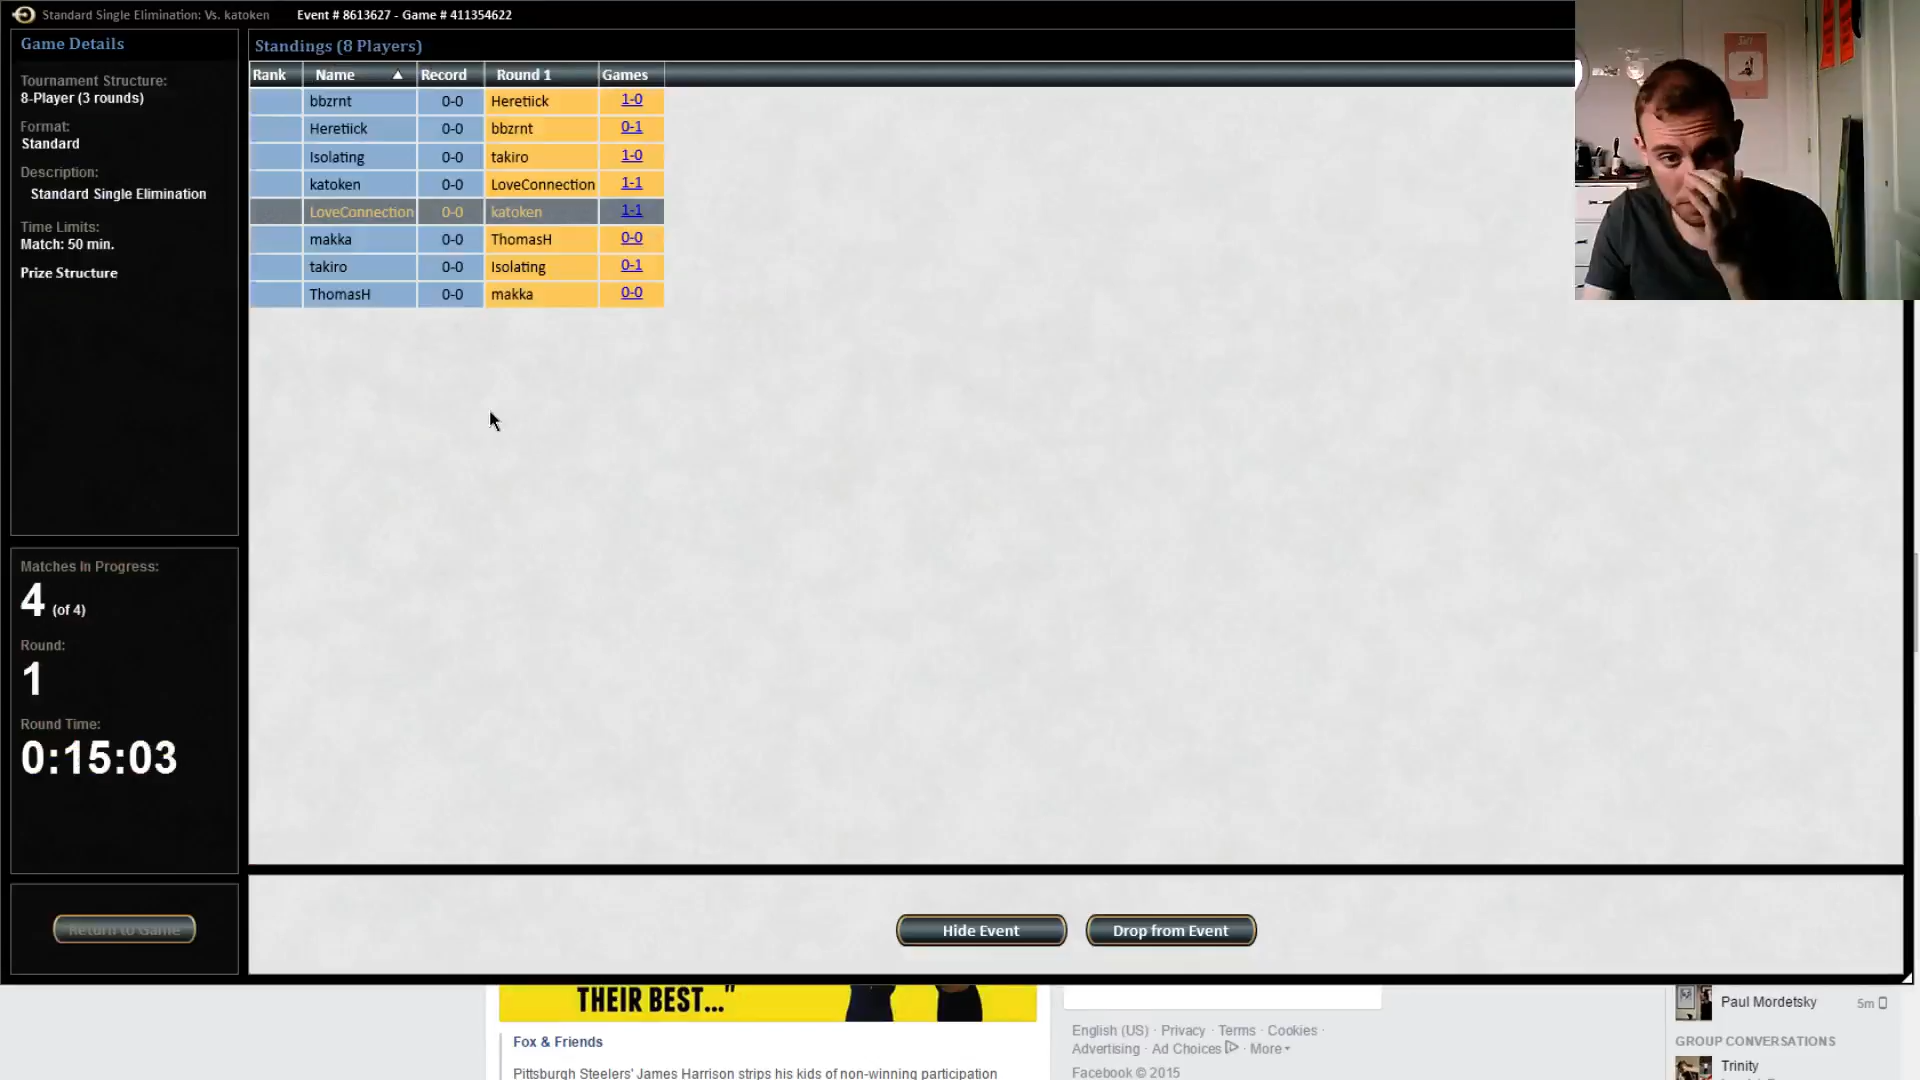 Standard Single Elimination: Vs. katoken Event # 8613627 - Game # 411354622
Game Details
Tournament Structure:
8-Player (3 rounds)
Format:
Standard
Description:
Standard Single Elimination
Time Limits:
Match: 50 min.
Prize Structure
Matches In Progress:
4 (of 4)
Round:
1
Round Time:
0:15:03
Return to Game
Standings (8 Players)
Rank Name Record Round 1 Games
bbzrnt 0-0 Heretiick 1-0
Heretiick 0-0 bbzrnt 0-1
Isolating 0-0 takiro 1-0
katoken 0-0 LoveConnection 1-1
LoveConnection 0-0 katoken 1-1
makka 0-0 ThomasH 0-0
takiro 0-0 Isolating 0-1
ThomasH 0-0 makka 0-0
Hide Event Drop from Event
THEIR BEST..."
Fox & Friends
Pittsburgh Steelers' James Harrison strips his kids of non-winning participation
English (US) · Privacy · Terms · Cookies ·
Advertising · Ad Choices · More
Facebook © 2015
Paul Mordetsky 5m
GROUP CONVERSATIONS
Trinity